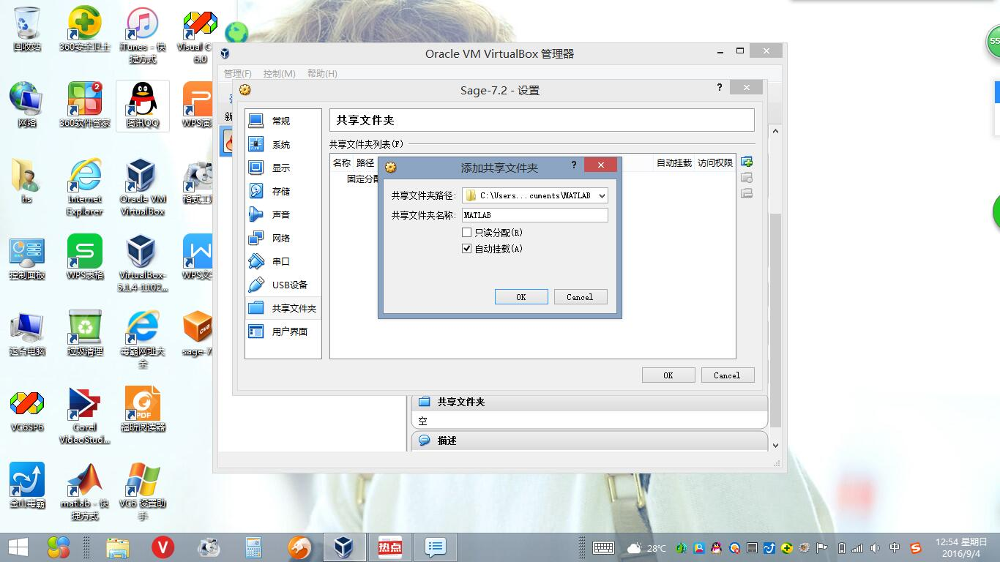 回收站
360安全卫士
iTunes - 快
捷方式
Visual C
6.0
网络
360软件管家
2
腾讯QQ
WPS演
hs
Internet
Explorer
Oracle VM
VirtualBox
格式工厂
控制面板
WPS表格
VirtualBox-
5.1.4-1102...
WPS文
这台电脑
垃圾清理
毒霸网址大
全
OVA
sage-7
VC6SP6
Corel
VideoStud...
PDF
福昕阅读器
金山毒霸
matlab - 快
捷方式
VC6 设置助
手
Oracle VM VirtualBox 管理器
管理(F) 控制(M) 帮助(H)
新
Sage-7.2 - 设置
?
常规
系统
显示
存储
声音
网络
串口
USB设备
共享文件夹
用户界面
共享文件夹
共享文件夹列表(F)
名称 路径 自动挂载 访问权限
固定分配
添加共享文件夹
?
共享文件夹路径: C:\Users...cuments\MATLAB
共享文件夹名称: MATLAB
只读分配(R)
自动挂载(A)
OK Cancel
OK Cancel
共享文件夹
空
描述
55
热点
28℃
中
12:54 星期日
2016/9/4